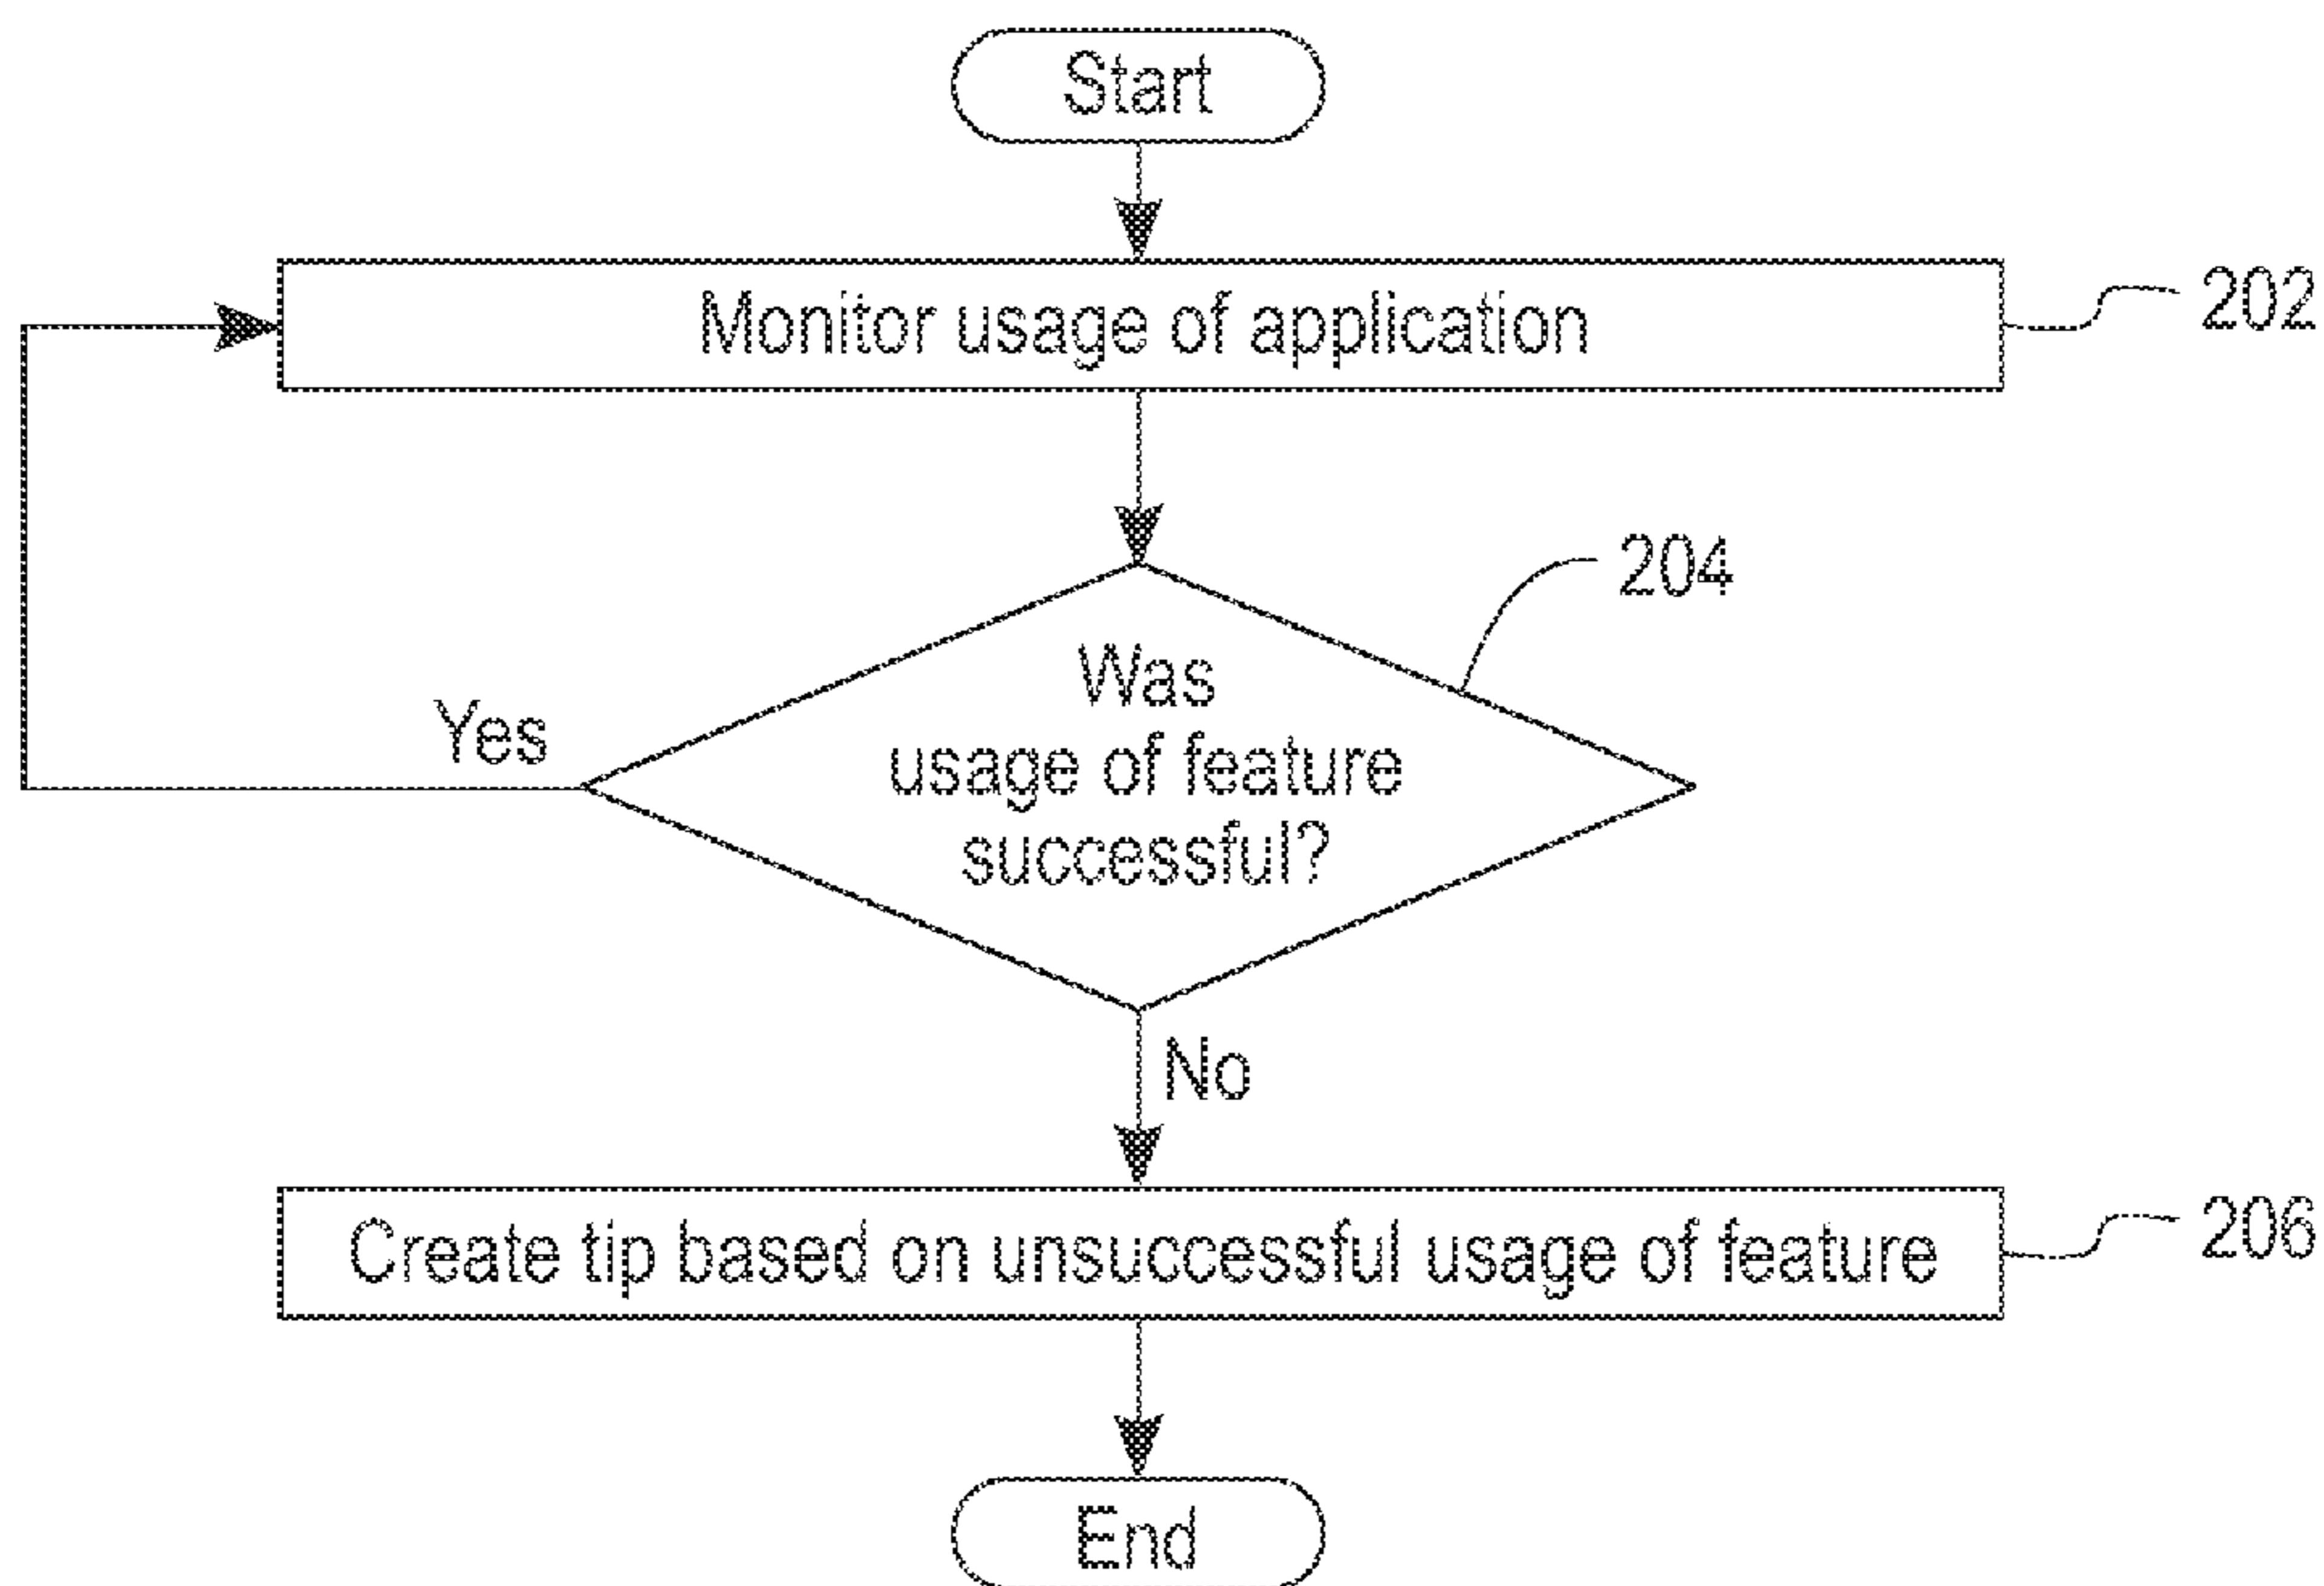 Start
Monitor usage of application
202
204
Was
usage of feature
successful?
Yes
No
Create tip based on unsuccessful usage of feature
206
End